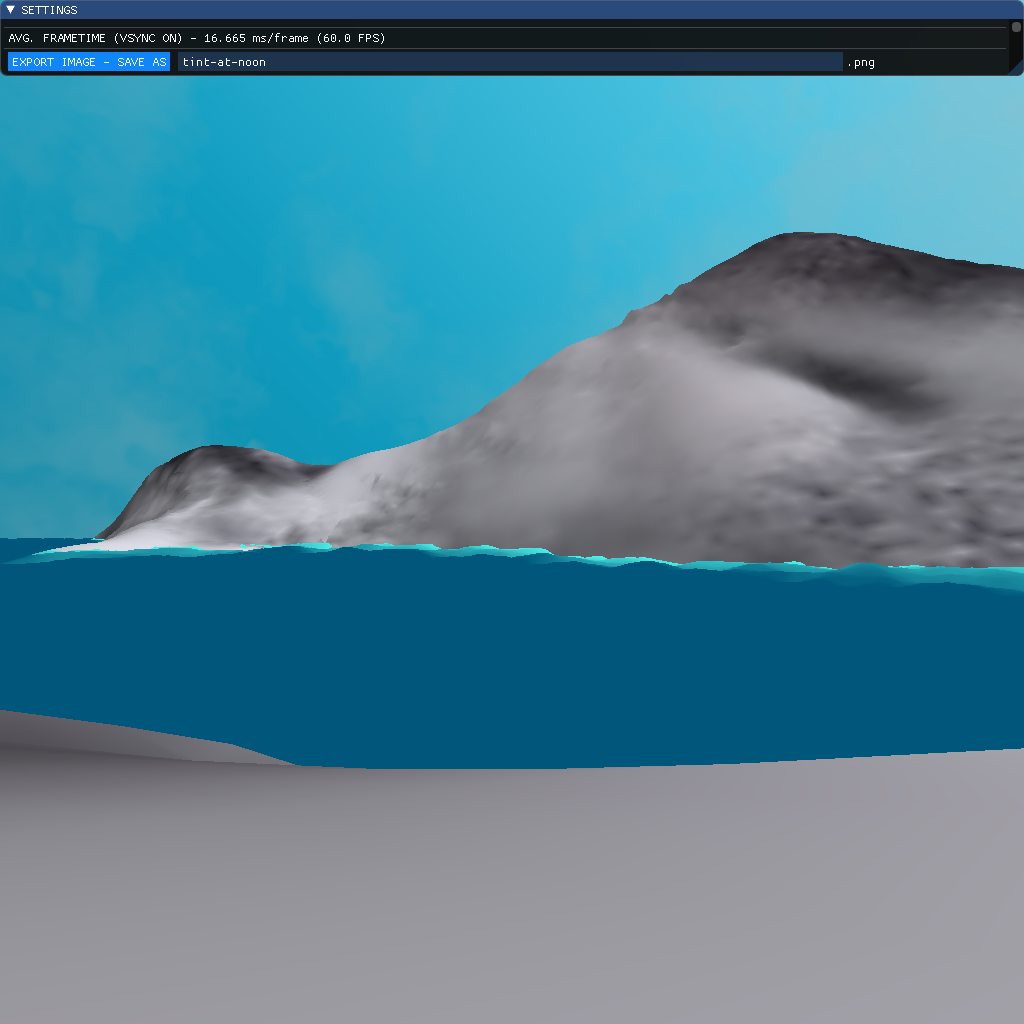 SETTINGS
AVG. FRAMETIME (VSYNC ON) - 16.665 ms/frame (60.0 FPS)
EXPORT IMAGE - SAVE AS tint-at-noon .png